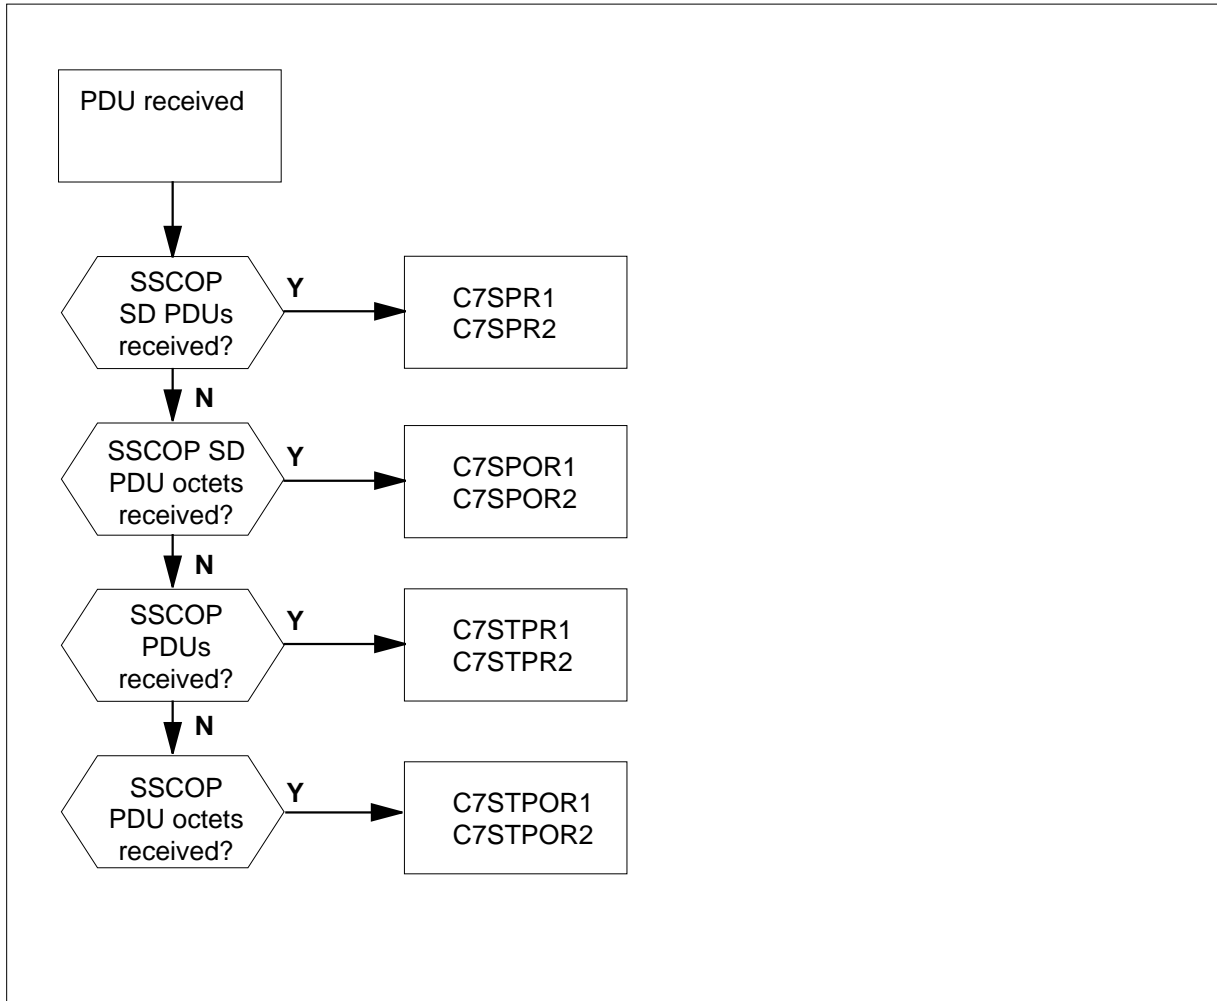 PDU received
SSCOP
SD PDUs
received?
Y
C7SPR1
C7SPR2
N
SSCOP SD
PDU octets
received?
Y
C7SPOR1
C7SPOR2
N
SSCOP
PDUs
received?
Y
C7STPR1
C7STPR2
N
SSCOP
PDU octets
received?
Y
C7STPOR1
C7STPOR2